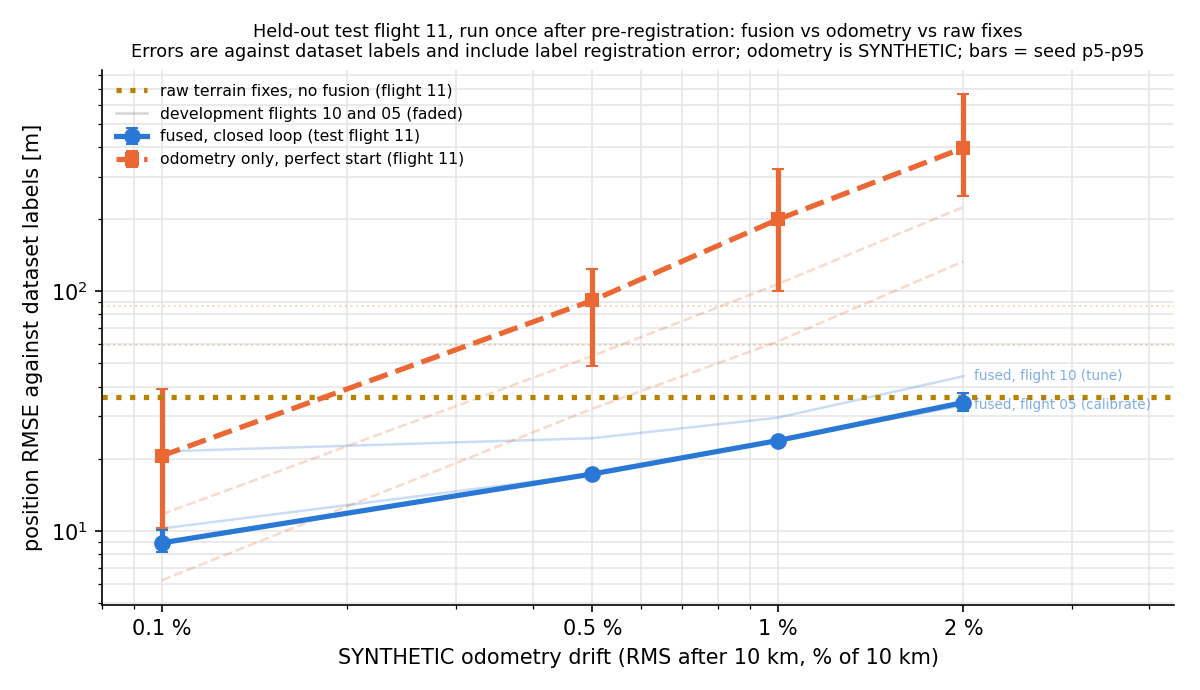 Held-out test flight 11, run once after pre-registration: fusion vs odometry vs raw fixes
Errors are against dataset labels and include label registration error; odometry is SYNTHETIC; bars = seed p5-p95
raw terrain fixes, no fusion (flight 11)
development flights 10 and 05 (faded)
fused, closed loop (test flight 11)
odometry only, perfect start (flight 11)
position RMSE against dataset labels [m]
10²
10¹
fused, flight 10 (tune)
fused, flight 05 (calibrate)
0.1 %
0.5 %
1 %
2 %
SYNTHETIC odometry drift (RMS after 10 km, % of 10 km)